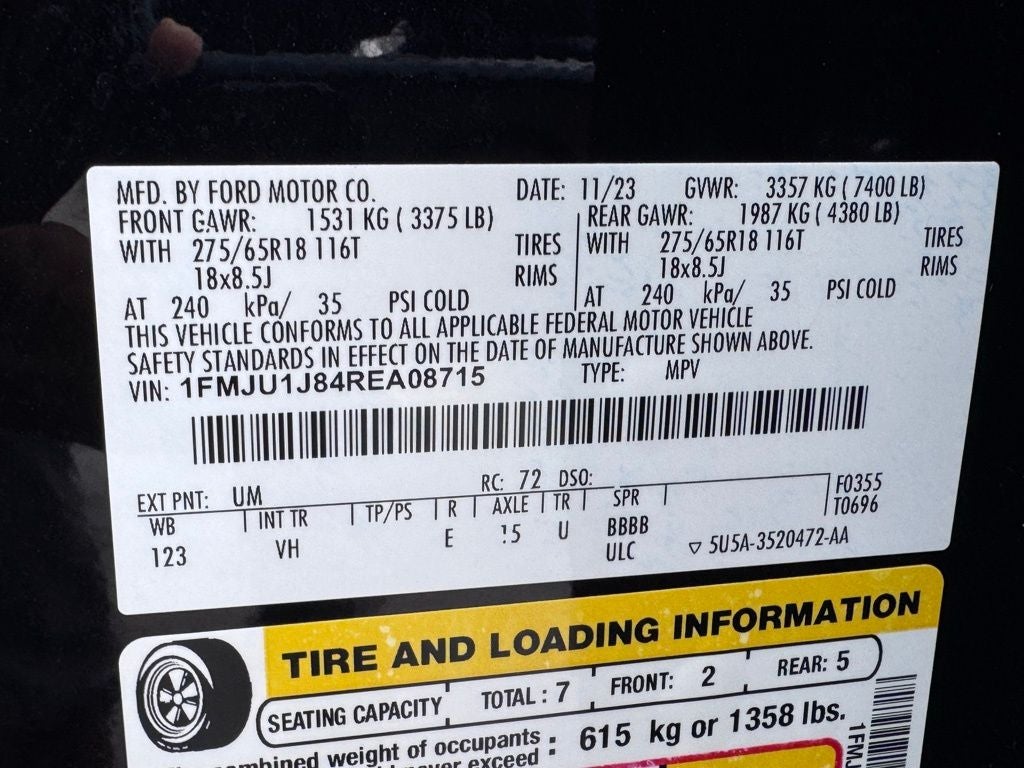 MFD. BY FORD MOTOR CO. DATE: 11/23 GVWR: 3357 KG ( 7400 LB)
FRONT GAWR: 1531 KG ( 3375 LB) REAR GAWR: 1987 KG ( 4380 LB)
WITH 275/65R18 116T TIRES WITH 275/65R18 116T TIRES
18x8.5J RIMS 18x8.5J RIMS
AT 240 kPa/ 35 PSI COLD AT 240 kPa/ 35 PSI COLD
THIS VEHICLE CONFORMS TO ALL APPLICABLE FEDERAL MOTOR VEHICLE
SAFETY STANDARDS IN EFFECT ON THE DATE OF MANUFACTURE SHOWN ABOVE.
VIN: 1FMJU1J84REA08715 TYPE: MPV
EXT PNT: UM RC: 72 DSO: F0355
WB INT TR TP/PS R AXLE TR SPR T0696
123 VH E 15 U BBBB
ULC 5U5A-3520472-AA
TIRE AND LOADING INFORMATION
SEATING CAPACITY TOTAL : 7 FRONT: 2 REAR: 5
weight of occupants : 615 kg or 1358 lbs.
never exceed
1FMJ